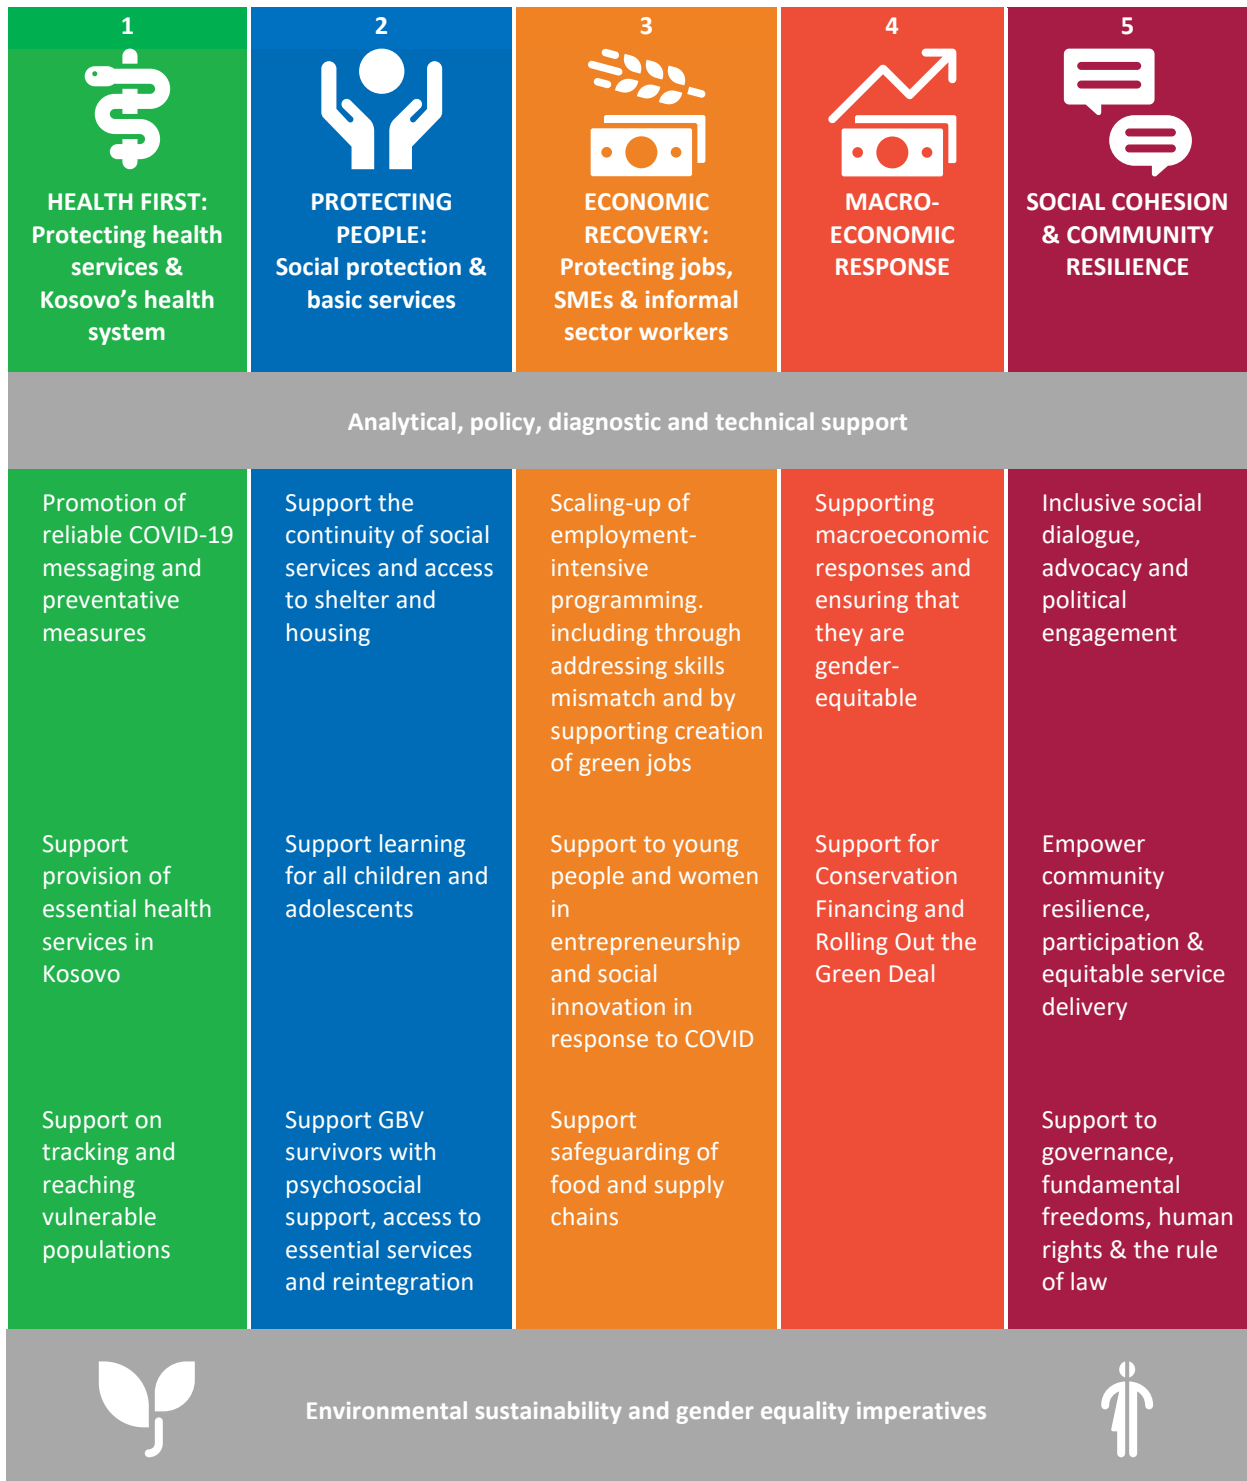 1
HEALTH FIRST:
Protecting health
services &
Kosovo's health
system
2
PROTECTING
PEOPLE:
Social protection &
basic services
3
ECONOMIC
RECOVERY:
Protecting jobs,
SMEs & informal
sector workers
4
MACRO-
ECONOMIC
RESPONSE
5
SOCIAL COHESION
& COMMUNITY
RESILIENCE
Analytical, policy, diagnostic and technical support
Promotion of
reliable COVID-19
messaging and
preventative
measures
Support the
continuity of social
services and access
to shelter and
housing
Scaling-up of
employment-
intensive
programming.
including through
addressing skills
mismatch and by
supporting creation
of green jobs
Supporting
macroeconomic
responses and
ensuring that
they are
gender-
equitable
Inclusive social
dialogue,
advocacy and
political
engagement
Support
provision of
essential health
services in
Kosovo
Support learning
for all children and
adolescents
Support to young
people and women
in
entrepreneurship
and social
innovation in
response to COVID
Support for
Conservation
Financing and
Rolling Out the
Green Deal
Empower
community
resilience,
participation &
equitable service
delivery
Support on
tracking and
reaching
vulnerable
populations
Support GBV
survivors with
psychosocial
support, access to
essential services
and reintegration
Support
safeguarding of
food and supply
chains
Support to
governance,
fundamental
freedoms, human
rights & the rule
of law
Environmental sustainability and gender equality imperatives